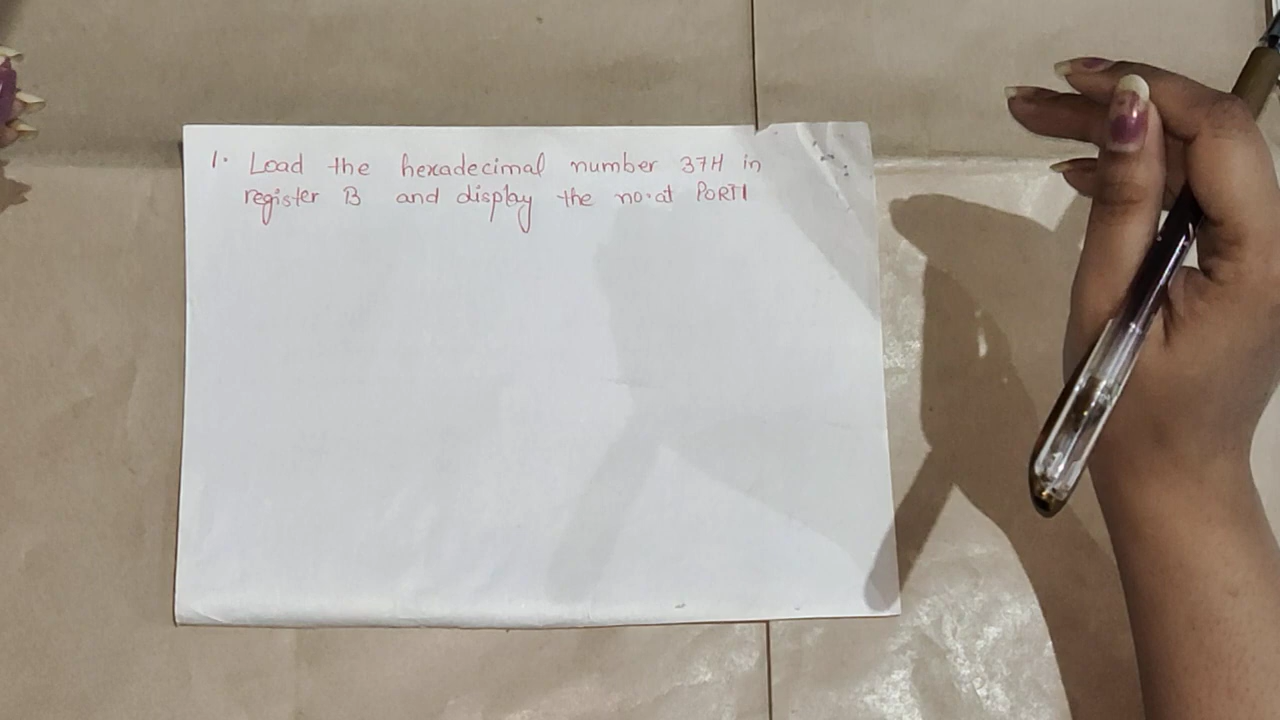 1. Load the hexadecimal number 37H in
register B and display the no. at PORT1